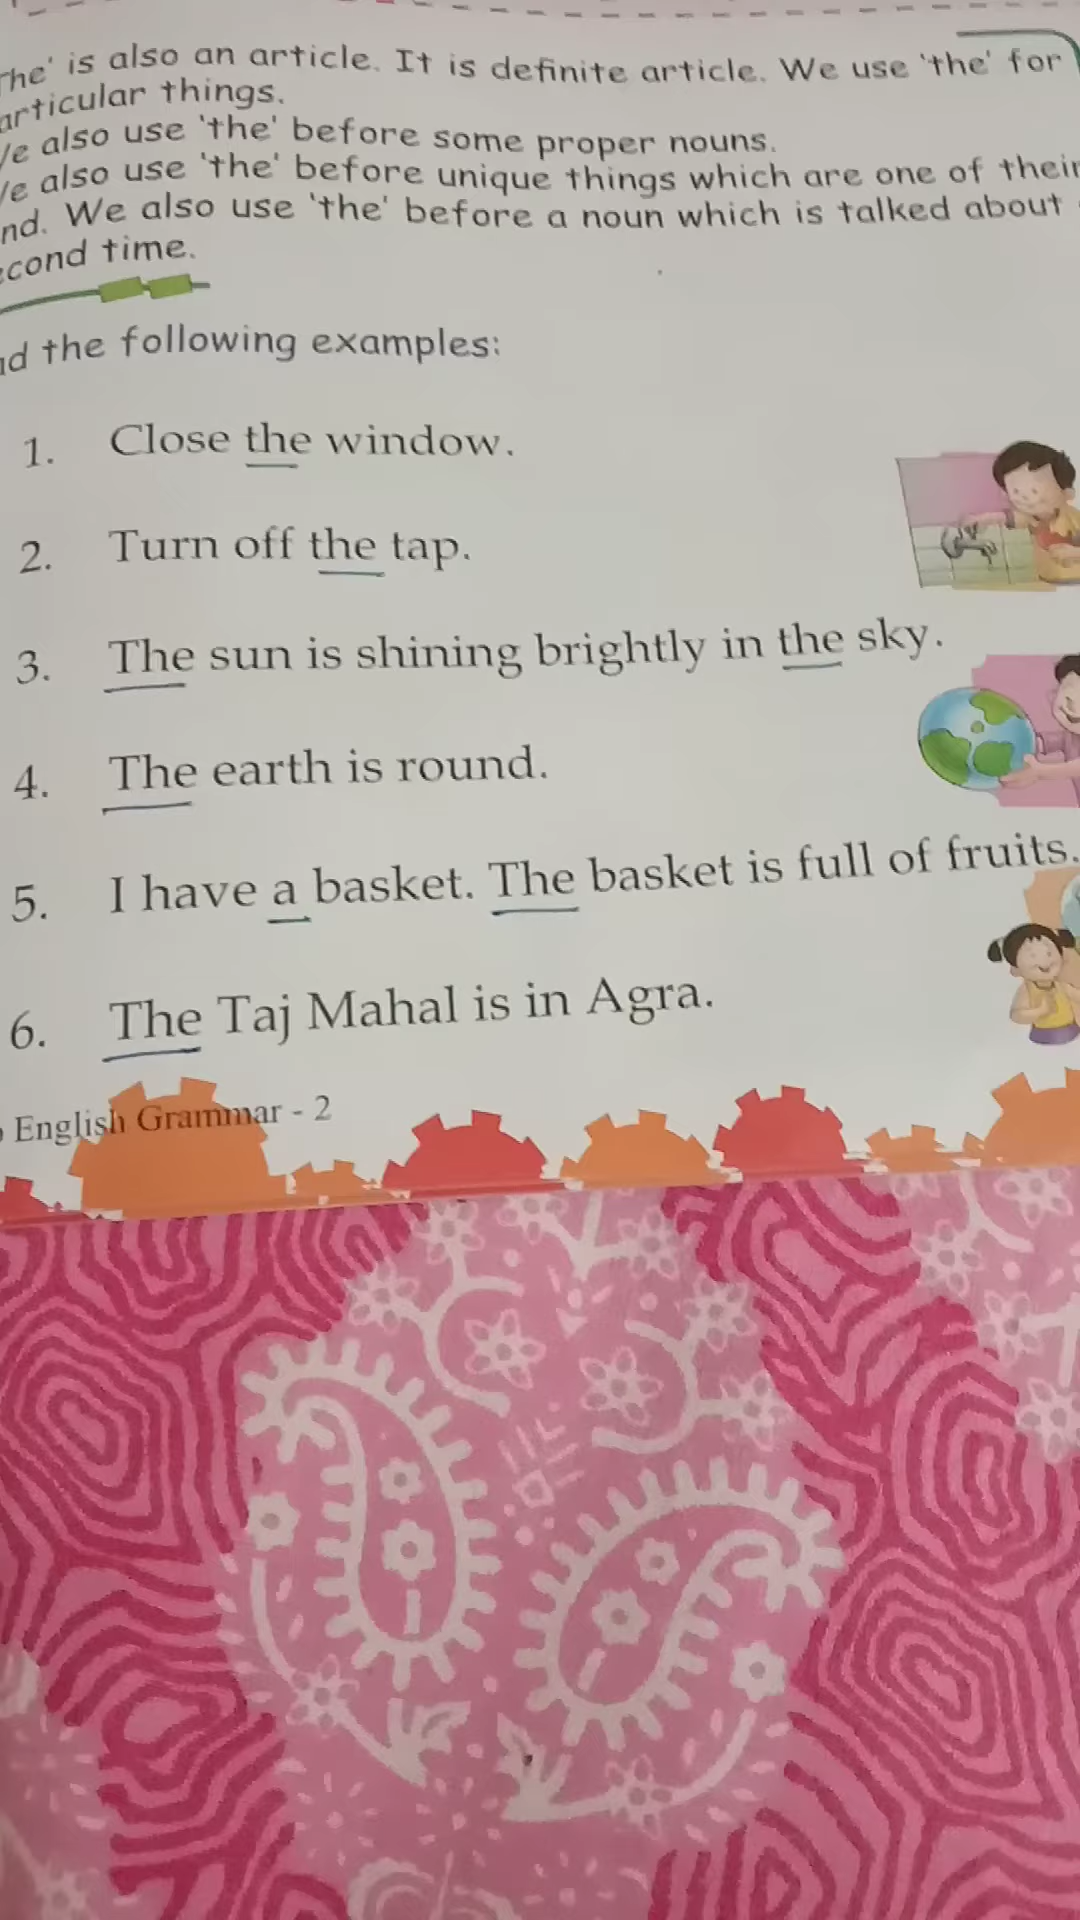 The' is also an article. It is definite article. We use 'the' for
articular things.
We also use 'the' before some proper nouns.
We also use 'the' before unique things which are one of their
nd. We also use 'the' before a noun which is talked about
cond time.
d the following examples:
1. Close the window.
2. Turn off the tap.
3. The sun is shining brightly in the sky.
4. The earth is round.
5. I have a basket. The basket is full of fruits.
6. The Taj Mahal is in Agra.
English Grammar - 2